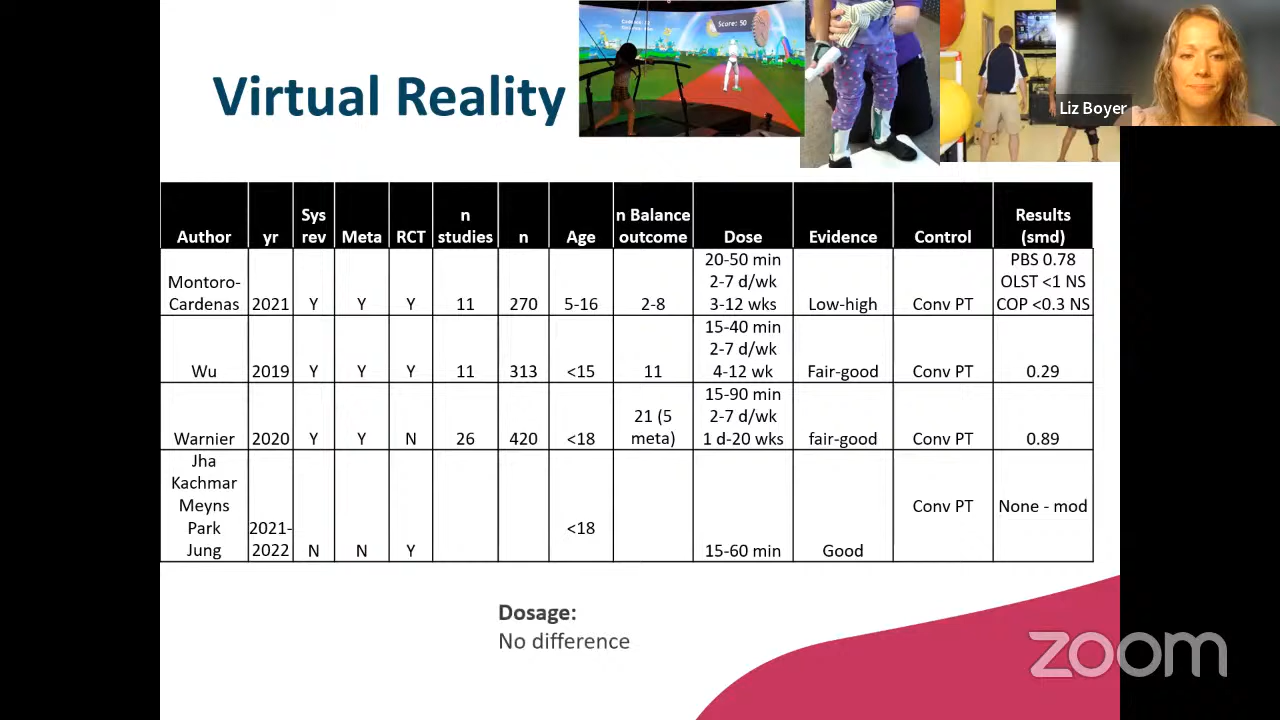 Virtual Reality
Score: 50
Liz Boyer
Author yr Sys rev Meta RCT n studies n Age n Balance outcome Dose Evidence Control Results (smd)
Montoro-Cardenas 2021 Y Y Y 11 270 5-16 2-8 20-50 min 2-7 d/wk 3-12 wks Low-high Conv PT PBS 0.78 OLST <1 NS COP <0.3 NS
Wu 2019 Y Y Y 11 313 <15 11 15-40 min 2-7 d/wk 4-12 wk Fair-good Conv PT 0.29
Warnier 2020 Y Y N 26 420 <18 21 (5 meta) 15-90 min 2-7 d/wk 1 d-20 wks fair-good Conv PT 0.89
Jha Kachmar Meyns Park Jung 2021-2022 N N Y <18 15-60 min Good Conv PT None - mod
Dosage:
No difference
zoom